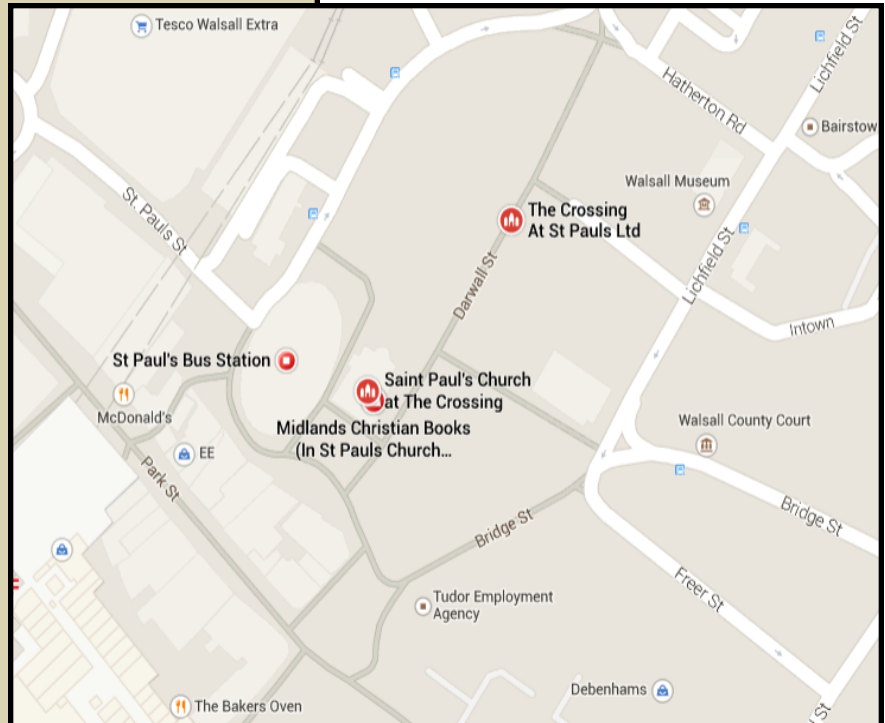 Tesco Walsall Extra
Lichfield St
Hatherton Rd
Bairstow
Walsall Museum
St. Pauls St
The Crossing
At St Pauls Ltd
Darwall St
Lichfield St
Intown
St Paul's Bus Station
Saint Paul's Church
at The Crossing
McDonald's
Midlands Christian Books
(In St Pauls Church...
Walsall County Court
EE
Park St
Bridge St
Bridge St
Freer St
Tudor Employment
Agency
Debenhams
The Bakers Oven
St